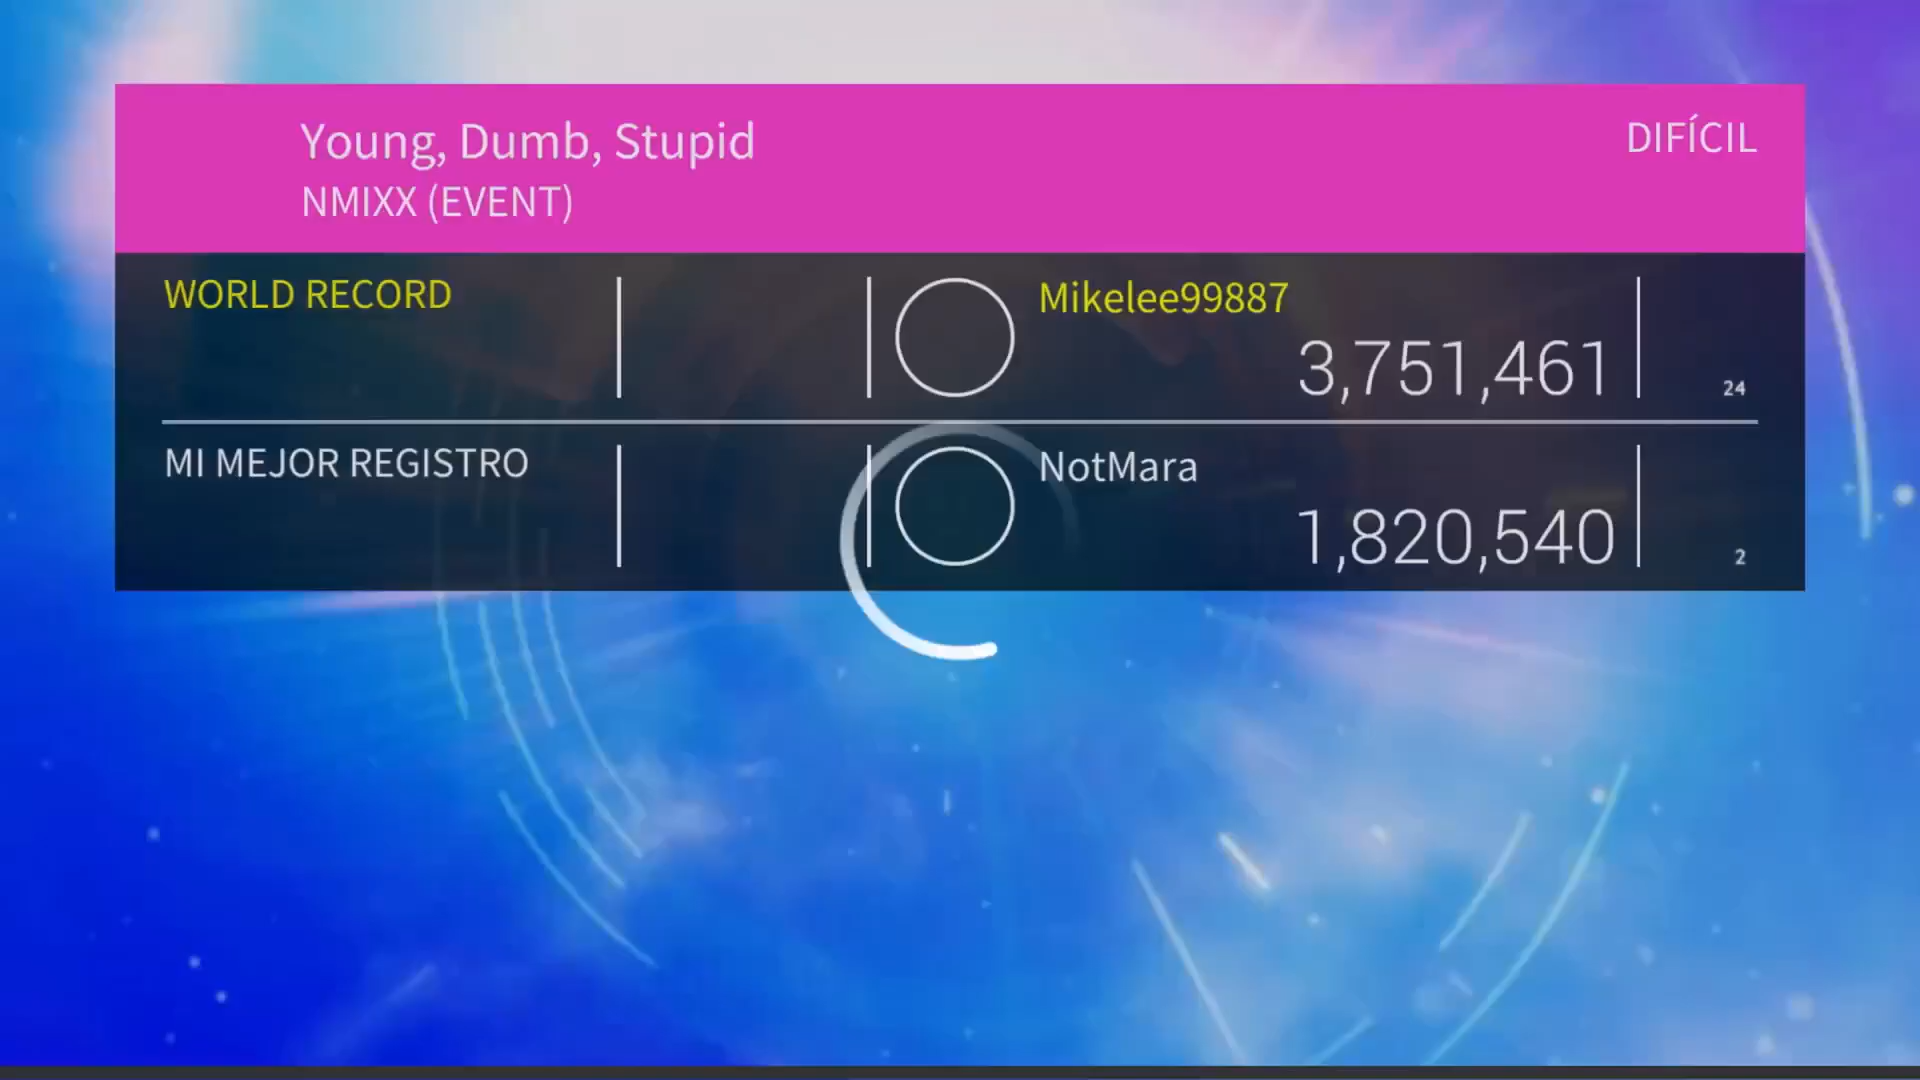 Young, Dumb, Stupid
DIFÍCIL
NMIXX (EVENT)
WORLD RECORD
Mikelee99887
3,751,461
24
MI MEJOR REGISTRO
NotMara
1,820,540
2